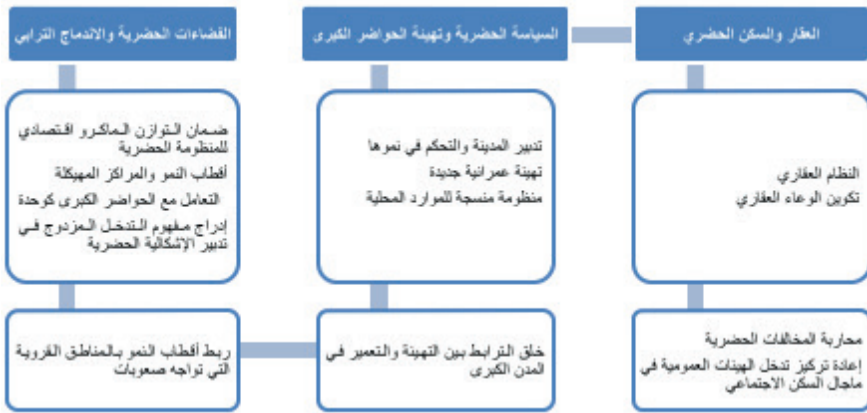 العقار والسكن الحضري
السياسة الحضرية وتهيئة الحواضر الكبرى
القضاءات الحضرية والاندماج الترابي
النظام العقاري
تكوين الوعاء العقاري
تدبير المدينة والتحكم في نموها
تهيئة عمرانية جديدة
منظومة منسجة للموارد المحلية
ضمان التوازن الماكرو اقتصادي
للمنظومة الحضرية
أقطاب النمو والمراكز المهيكلة
التعامل مع الحواضر الكبرى كوحدة
إدراج مفهوم التدخل المزدوج في
تدبير الإشكالية الحضرية
محاربة المخالفات الحضرية
إعادة تركيز تدخل الهيئات العمومية في
ماجال السكن الاجتماعي
خلق الترابط بين التهيئة والتعمير في
المدن الكبرى
ربط أقطاب النمو بالمناطق القروية
التي تواجه صعوبات